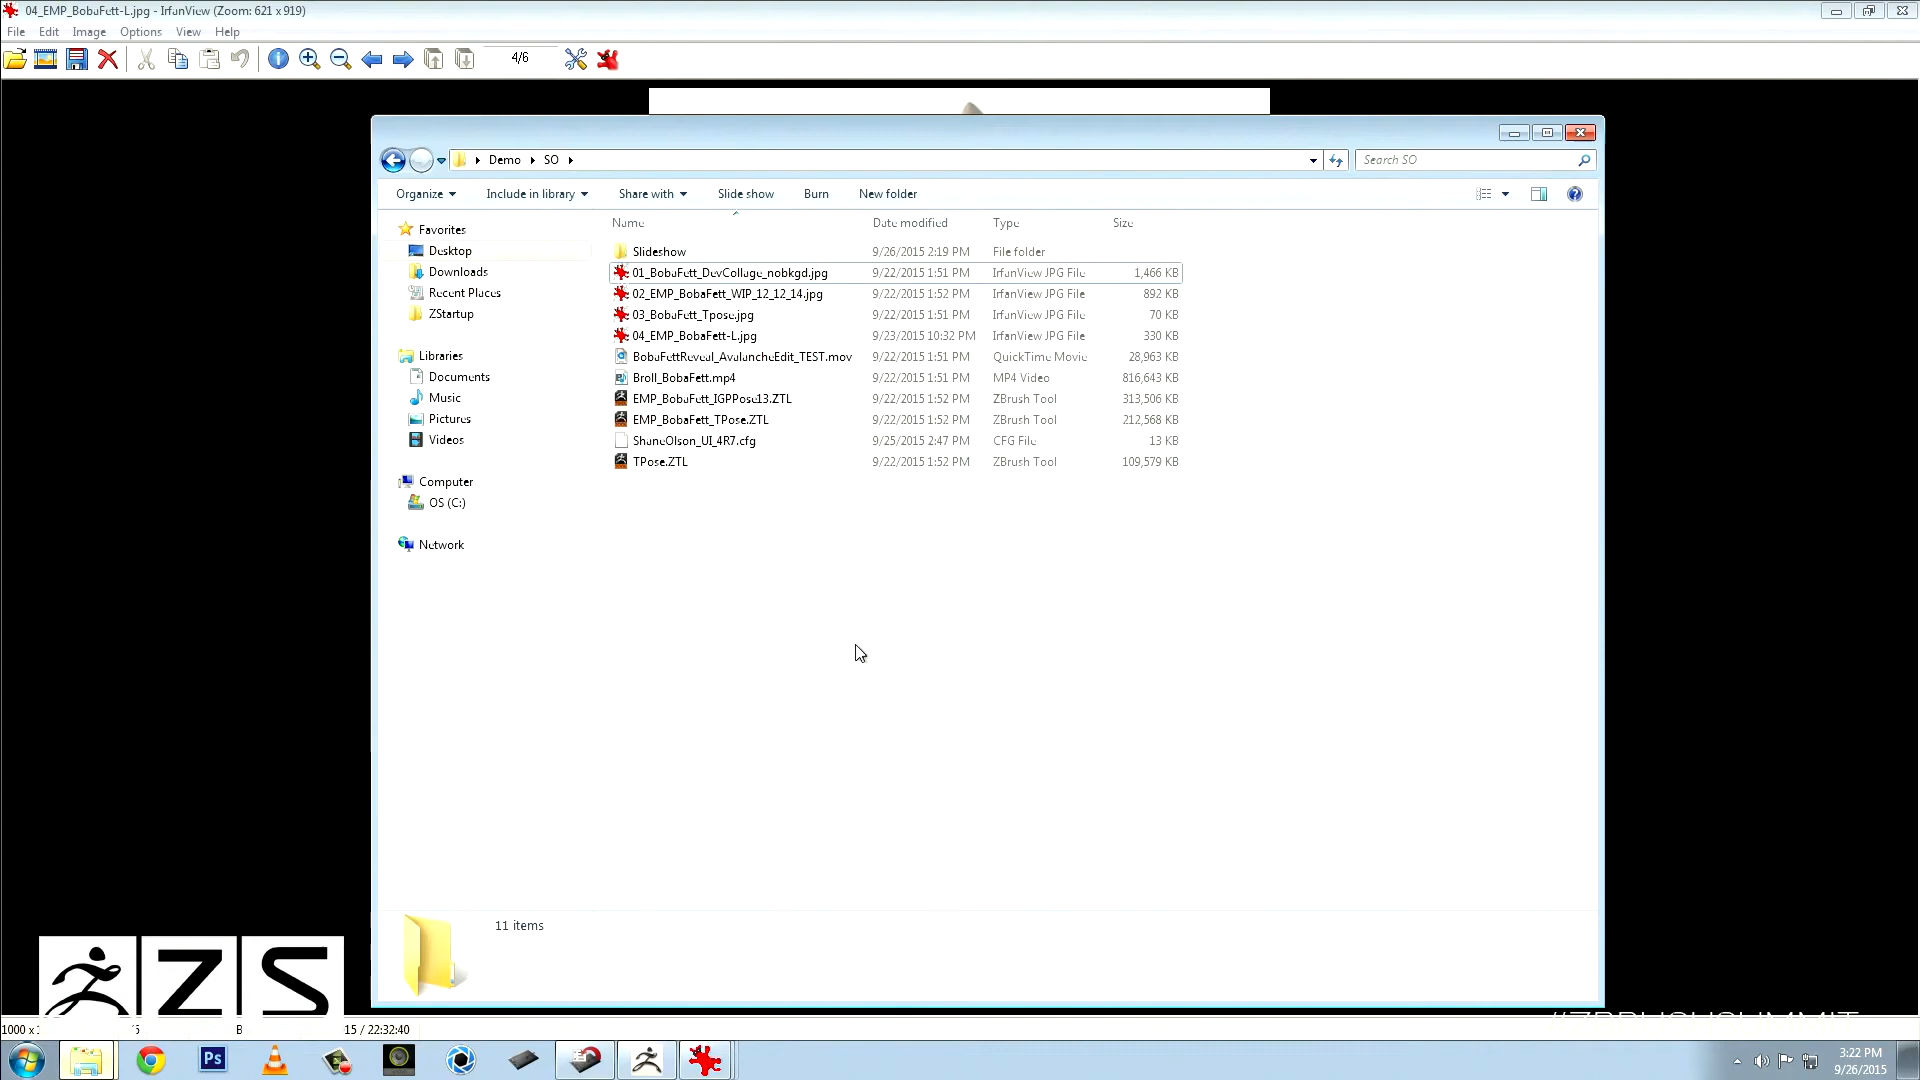 04_EMP_BobaFett-L.jpg - IrfanView (Zoom: 621 x 919)
File Edit Image Options View Help
4/6
Demo SO
Search SO
Organize Include in library Share with Slide show Burn New folder
Name Date modified Type Size
Favorites
Desktop
Downloads
Recent Places
ZStartup
Libraries
Documents
Music
Pictures
Videos
Computer
OS (C:)
Network
Slideshow 9/26/2015 2:19 PM File folder
01_BobaFett_DevCollage_nobkgd.jpg 9/22/2015 1:51 PM IrfanView JPG File 1,466 KB
02_EMP_BobaFett_WIP_12_12_14.jpg 9/22/2015 1:52 PM IrfanView JPG File 892 KB
03_BobaFett_Tpose.jpg 9/22/2015 1:51 PM IrfanView JPG File 70 KB
04_EMP_BobaFett-L.jpg 9/23/2015 10:32 PM IrfanView JPG File 330 KB
BobaFettReveal_AvalancheEdit_TEST.mov 9/22/2015 1:51 PM QuickTime Movie 28,963 KB
Broll_BobaFett.mp4 9/22/2015 1:51 PM MP4 Video 816,643 KB
EMP_BobaFett_IGPPose13.ZTL 9/22/2015 1:52 PM ZBrush Tool 313,506 KB
EMP_BobaFett_TPose.ZTL 9/22/2015 1:52 PM ZBrush Tool 212,568 KB
ShaneOlson_UI_4R7.cfg 9/25/2015 2:47 PM CFG File 13 KB
TPose.ZTL 9/22/2015 1:52 PM ZBrush Tool 109,579 KB
11 items
ZS
1000 x B 15 / 22:32:40
Ps
3:22 PM
9/26/2015